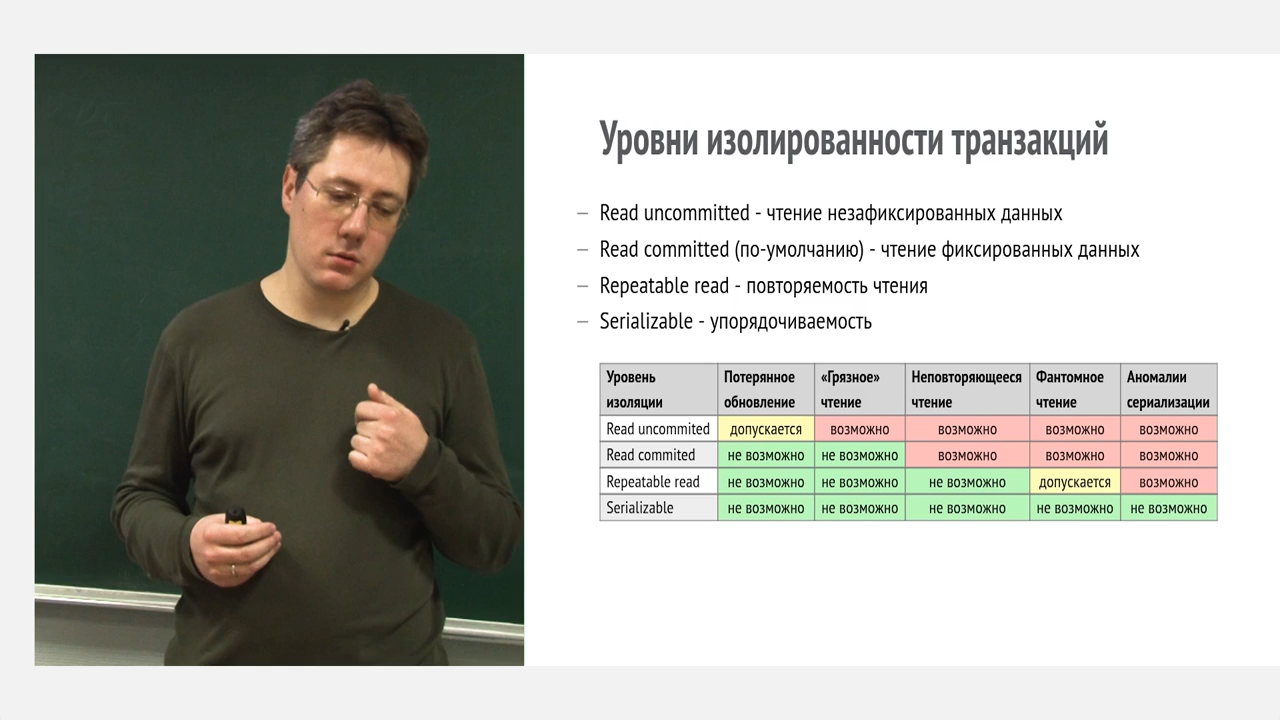 Уровни изолированности транзакций
– Read uncommitted - чтение незафиксированных данных
– Read committed (по-умолчанию) - чтение фиксированных данных
– Repeatable read - повторяемость чтения
– Serializable - упорядочиваемость
Уровень изоляции Потерянное обновление «Грязное» чтение Неповторяющееся чтение Фантомное чтение Аномалии сериализации
Read uncommited допускается возможно возможно возможно возможно
Read commited не возможно не возможно возможно возможно возможно
Repeatable read не возможно не возможно не возможно допускается возможно
Serializable не возможно не возможно не возможно не возможно не возможно